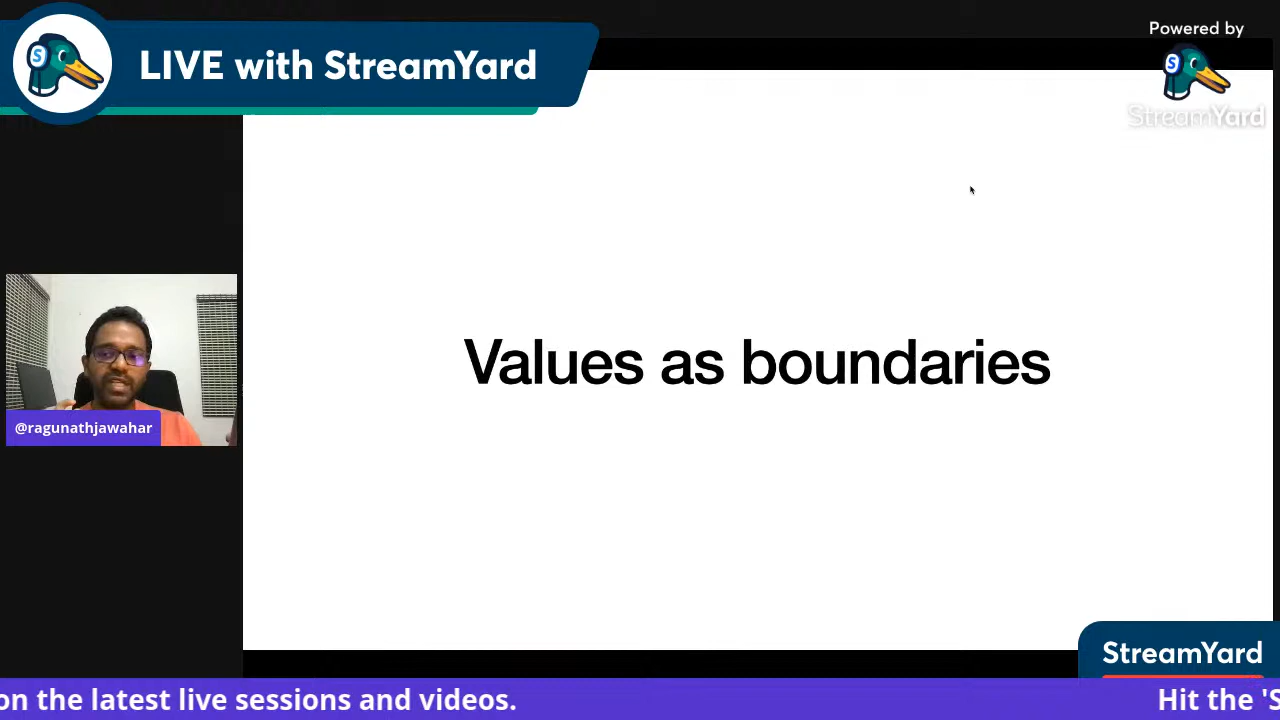 LIVE with StreamYard
Powered by
StreamYard
Values as boundaries
@ragunathjawahar
StreamYard
on the latest live sessions and videos.
Hit the 'S